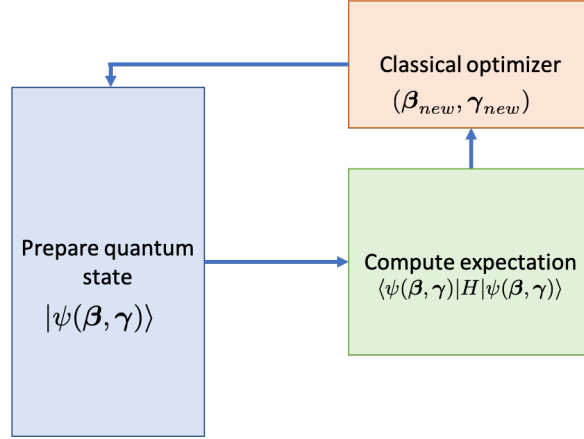 Classical optimizer
(𝜷_new, 𝜸_new)
Prepare quantum
state
|ψ(𝜷, 𝜸)⟩
Compute expectation
⟨ψ(𝜷, 𝜸)|H|ψ(𝜷, 𝜸)⟩